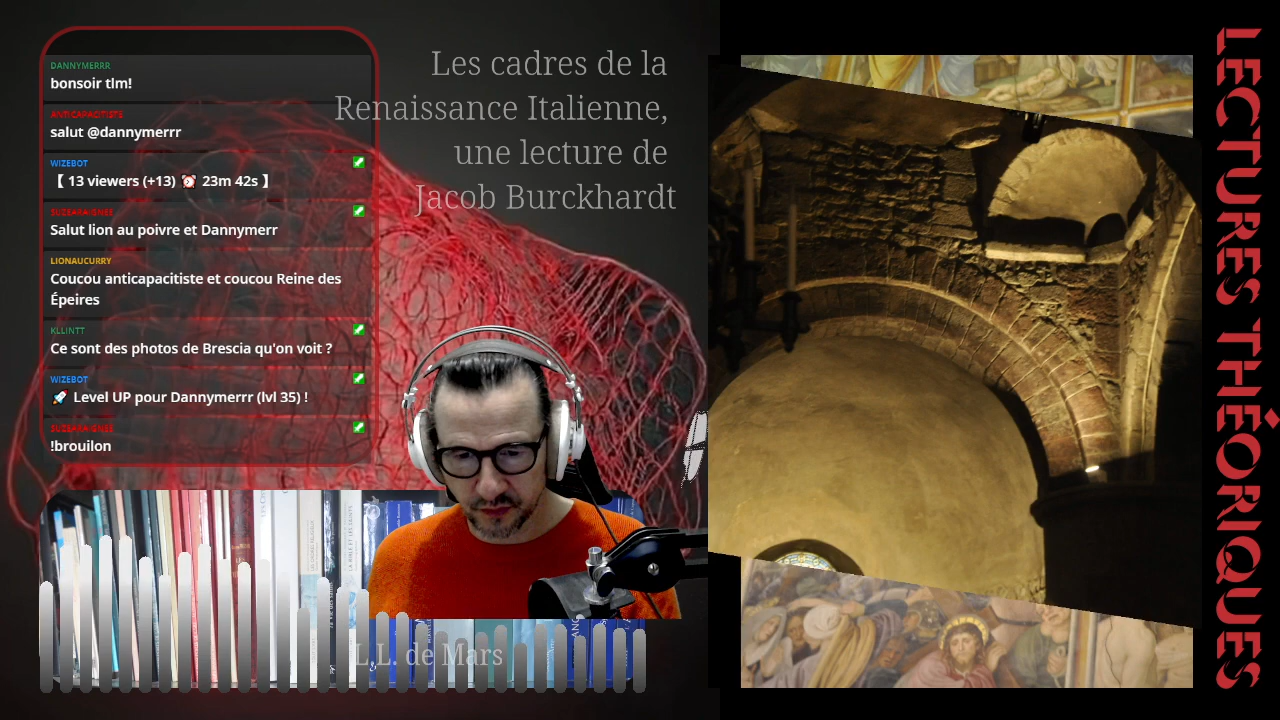 DANNYMERRR
bonsoir tlm!
ANTICAPACITISTE
salut @dannymerrr
WIZEBOT
【 13 viewers (+13) ⏰ 23m 42s 】
SUZEARAIGNEE
Salut lion au poivre et Dannymerr
LIONAUCURRY
Coucou anticapacitiste et coucou Reine des
Épeires
KLLINTT
Ce sont des photos de Brescia qu'on voit ?
WIZEBOT
🚀 Level UP pour Dannymerrr (lvl 35) !
SUZEARAIGNEE
!brouilon
Les cadres de la
Renaissance Italienne,
une lecture de
Jacob Burckhardt
L.L. de Mars
LECTURES THÉORIQUES